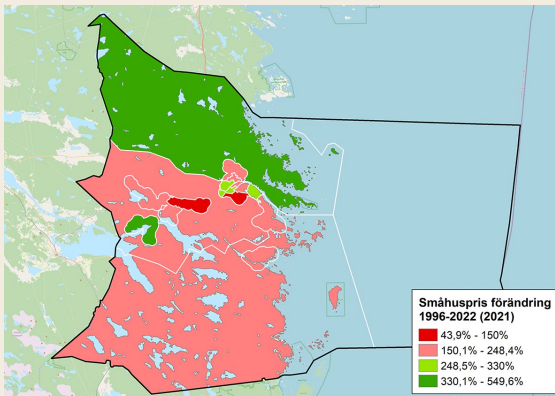 Småhuspris förändring
1996-2022 (2021)
43,9% - 150%
150,1% - 248,4%
248,5% - 330%
330,1% - 549,6%